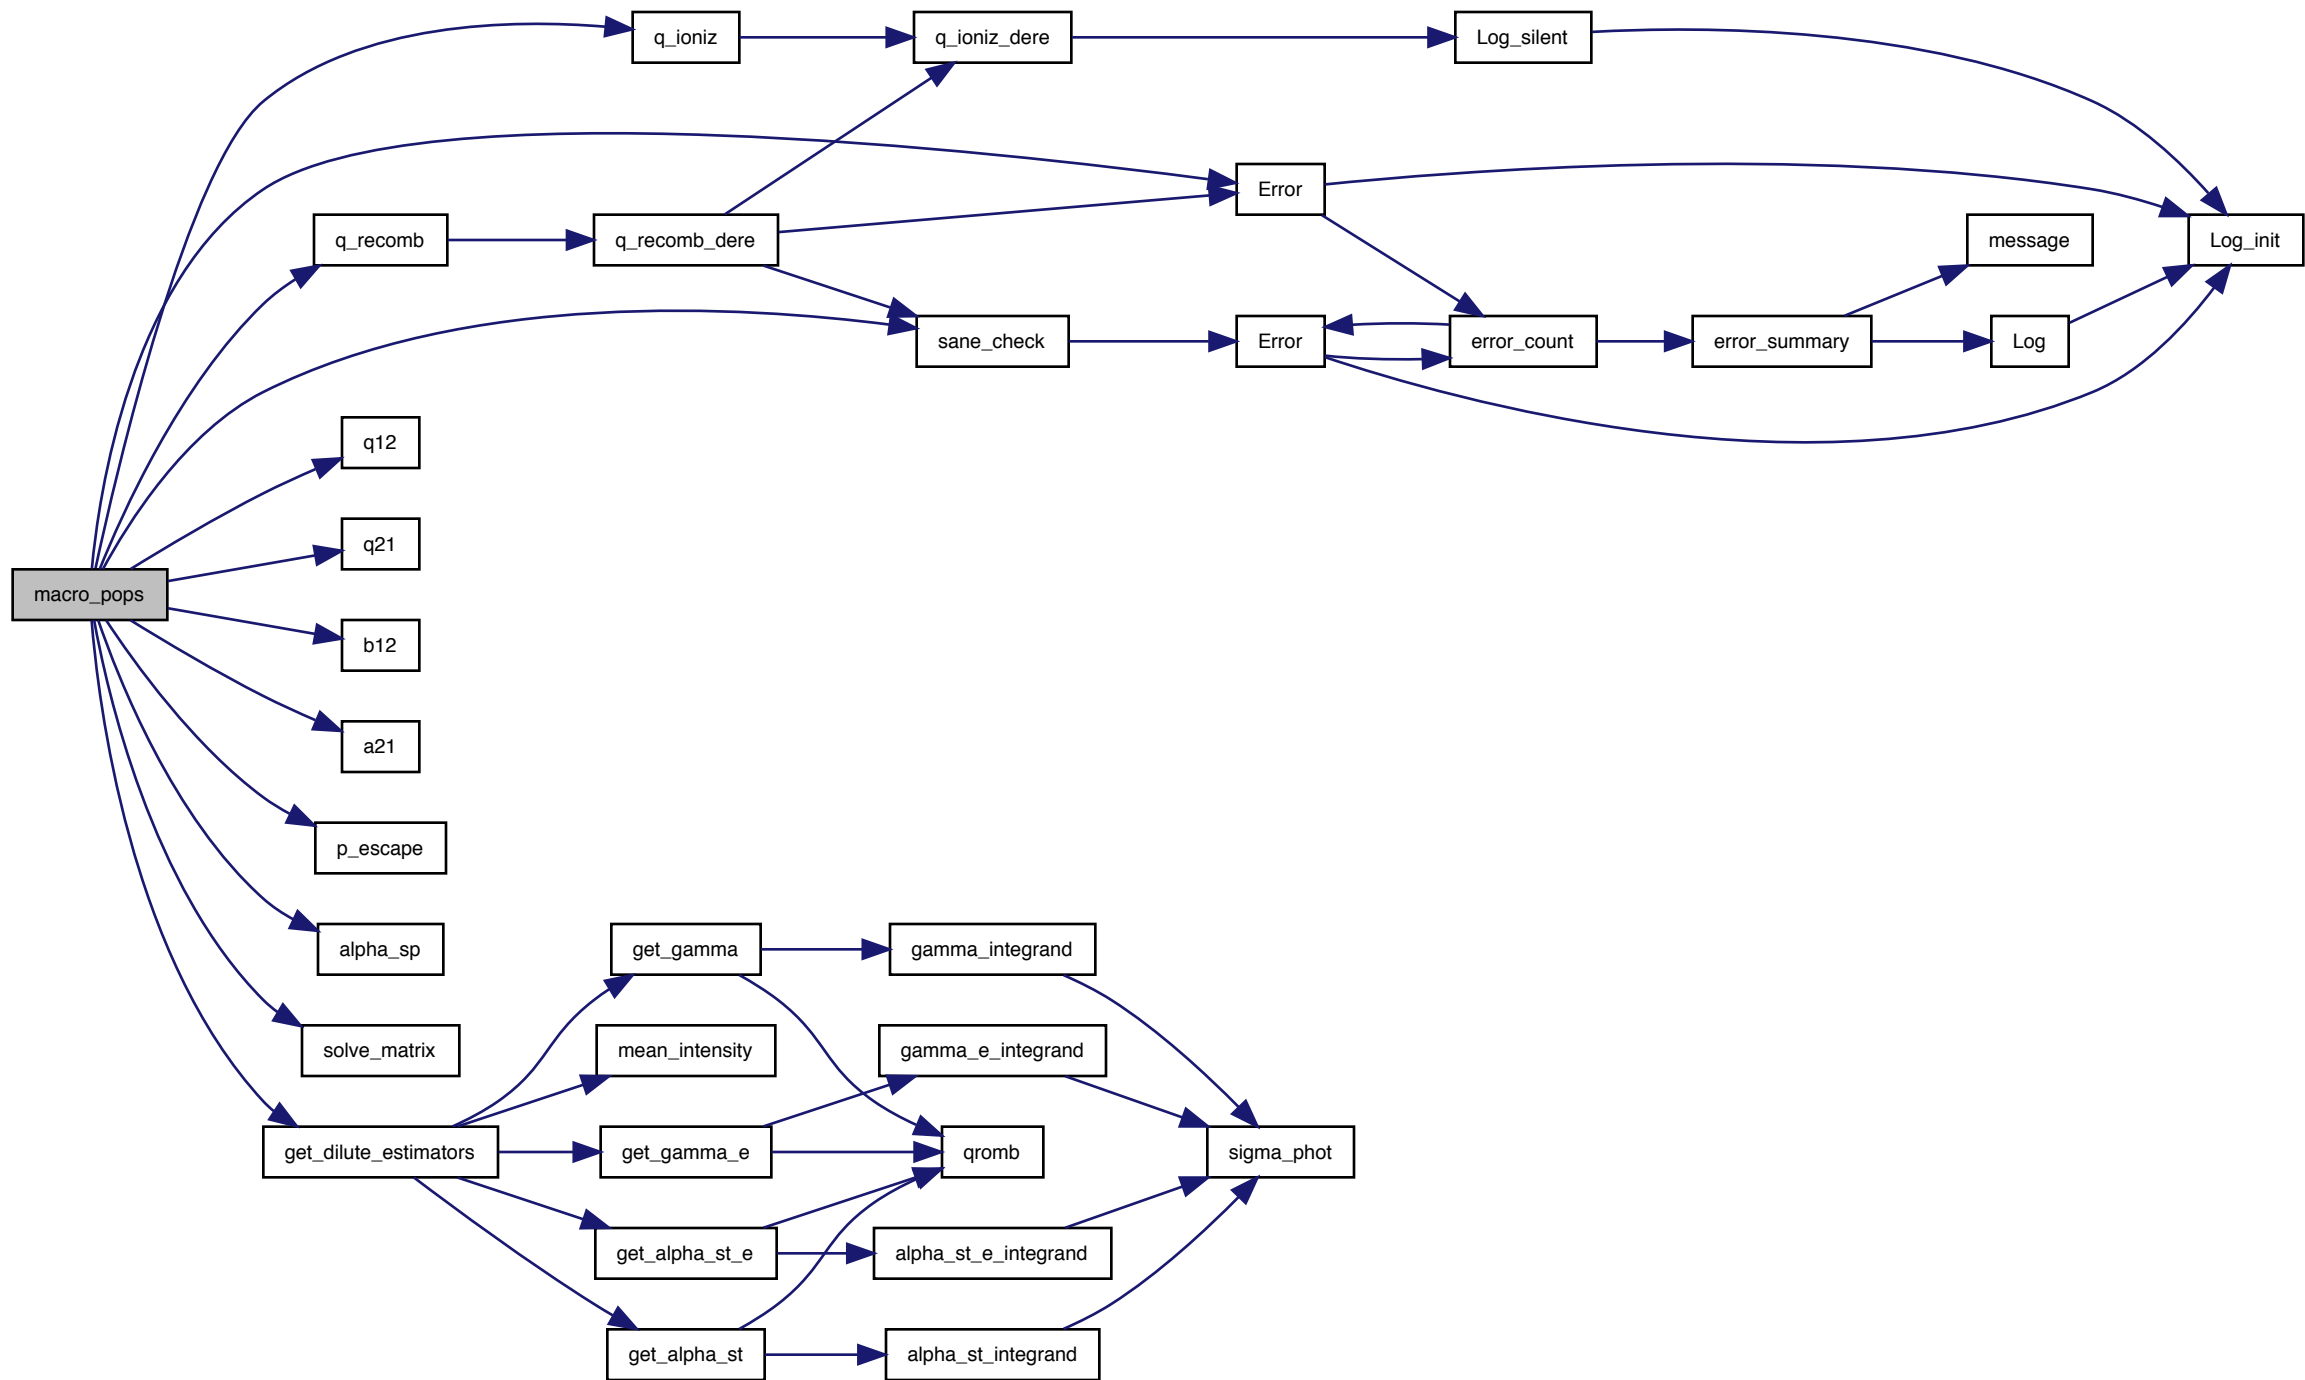 q_ioniz
q_ioniz_dere
Log_silent
Error
q_recomb
q_recomb_dere
message
Log_init
sane_check
Error
error_count
error_summary
Log
q12
q21
macro_pops
b12
a21
p_escape
alpha_sp
get_gamma
gamma_integrand
solve_matrix
mean_intensity
gamma_e_integrand
get_dilute_estimators
get_gamma_e
qromb
sigma_phot
get_alpha_st_e
alpha_st_e_integrand
get_alpha_st
alpha_st_integrand